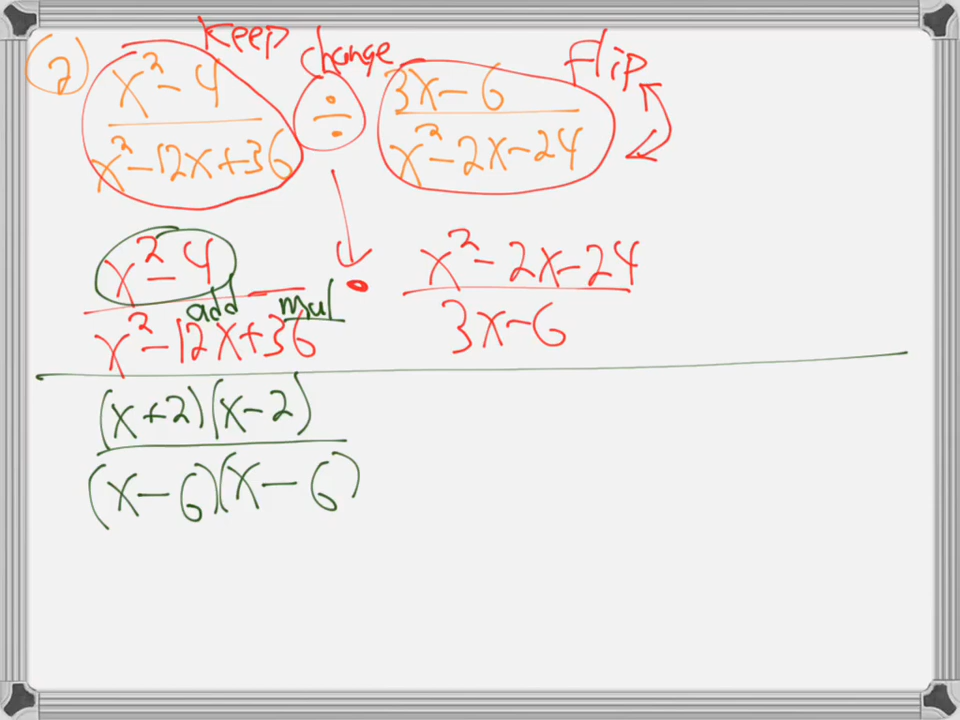 Keep change Flip
2) x² - 4 ÷ 3x - 6
x² - 12x + 36 x² - 2x - 24
x² - 4 • x² - 2x - 24
add mul
x² - 12x + 36 3x - 6
(x + 2)(x - 2)
(x - 6)(x - 6)